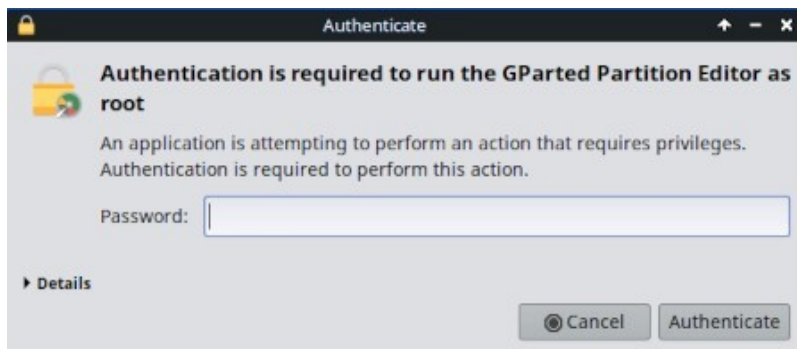 Authenticate
Authentication is required to run the GParted Partition Editor as
root
An application is attempting to perform an action that requires privileges.
Authentication is required to perform this action.
Password:
Details
Cancel
Authenticate